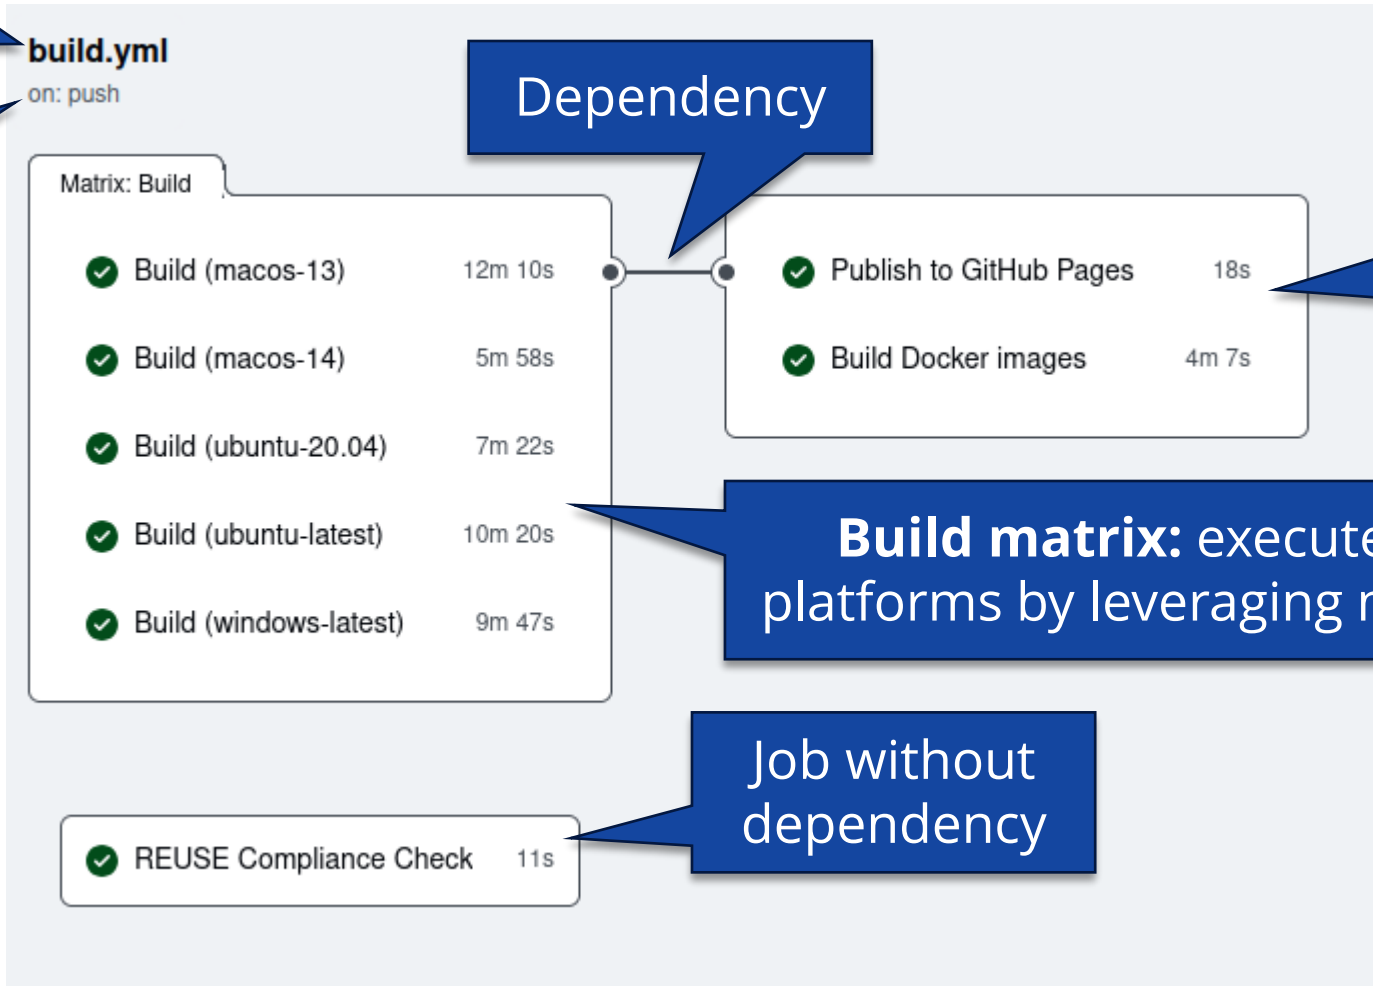 build.yml
on: push
Dependency
Matrix: Build
Build (macos-13) 12m 10s
Build (macos-14) 5m 58s
Build (ubuntu-20.04) 7m 22s
Build (ubuntu-latest) 10m 20s
Build (windows-latest) 9m 47s
Publish to GitHub Pages 18s
Build Docker images 4m 7s
Build matrix: execute
platforms by leveraging
Job without
dependency
REUSE Compliance Check 11s